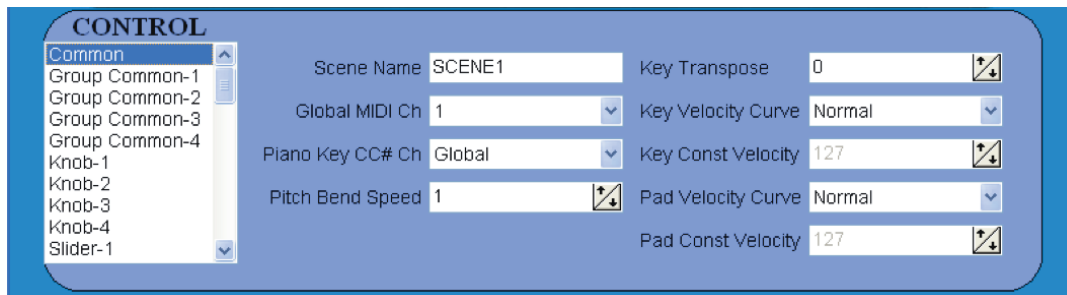 CONTROL
Common
Group Common-1
Group Common-2
Group Common-3
Group Common-4
Knob-1
Knob-2
Knob-3
Knob-4
Slider-1
Scene Name SCENE1
Global MIDI Ch 1
Piano Key CC# Ch Global
Pitch Bend Speed 1
Key Transpose 0
Key Velocity Curve Normal
Key Const Velocity 127
Pad Velocity Curve Normal
Pad Const Velocity 127